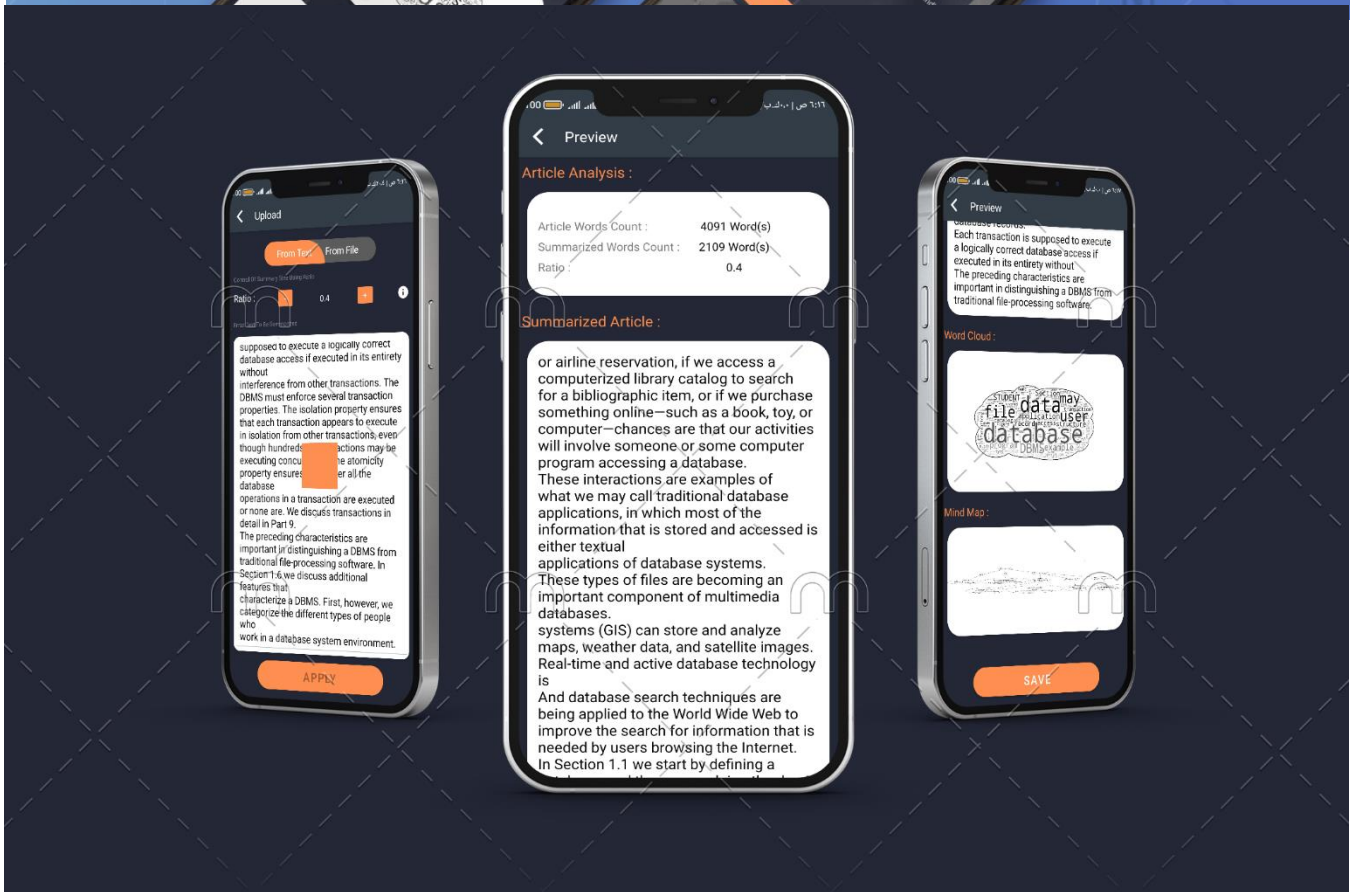 Upload
From Text
From File
Ratio :
0.4
+
supposed to execute a logically correct
database access if executed in its entirety
without
interference from other transactions. The
DBMS must enforce several transaction
properties. The isolation property ensures
that each transaction appears to execute
in isolation from other transactions, even
though hundreds
executing
property ensures
database
operations in a transaction are executed
or none are. We discuss transactions in
detail in Part 9.
The preceding characteristics are
important in distinguishing a DBMS from
traditional file-processing software. In
Section 1.6 we discuss additional
features that
characterize a DBMS. First, however, we
categorize the different types of people
who
work in a database system environment.
APPLY
٦:١٦ ص
Preview
Article Analysis :
Article Words Count : 4091 Word(s)
Summarized Words Count : 2109 Word(s)
Ratio : 0.4
Summarized Article :
or airline reservation, if we access a
computerized library catalog to search
for a bibliographic item, or if we purchase
something online—such as a book, toy, or
computer—chances are that our activities
will involve someone or some computer
program accessing a database.
These interactions are examples of
what we may call traditional database
applications, in which most of the
information that is stored and accessed is
either textual
applications of database systems.
These types of files are becoming an
important component of multimedia
databases.
systems (GIS) can store and analyze
maps, weather data, and satellite images.
Real-time and active database technology
is
And database search techniques are
being applied to the World Wide Web to
improve the search for information that is
needed by users browsing the Internet.
In Section 1.1 we start by defining a
Preview
database records.
Each transaction is supposed to execute
a logically correct database access if
executed in its entirety without
The preceding characteristics are
important in distinguishing a DBMS from
traditional file-processing software.
Word Cloud :
STUDENT
Section
may
file
data
user
database
DBMS
example
Mind Map :
SAVE